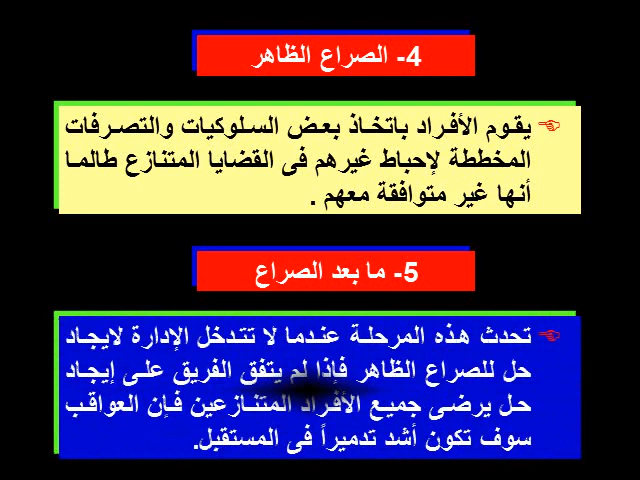 4- الصراع الظاهر
يقوم الأفراد باتخاذ بعض السلوكيات والتصرفات
المخططة لإحباط غيرهم فى القضايا المتنازع طالما
أنها غير متوافقة معهم .
5- ما بعد الصراع
تحدث هذه المرحلة عندما لا تتدخل الإدارة لايجاد
حل للصراع الظاهر فإذا لم يتفق الفريق على إيجاد
حل يرضى جميع الأفراد المتنازعين فإن العواقب
سوف تكون أشد تدميراً فى المستقبل.